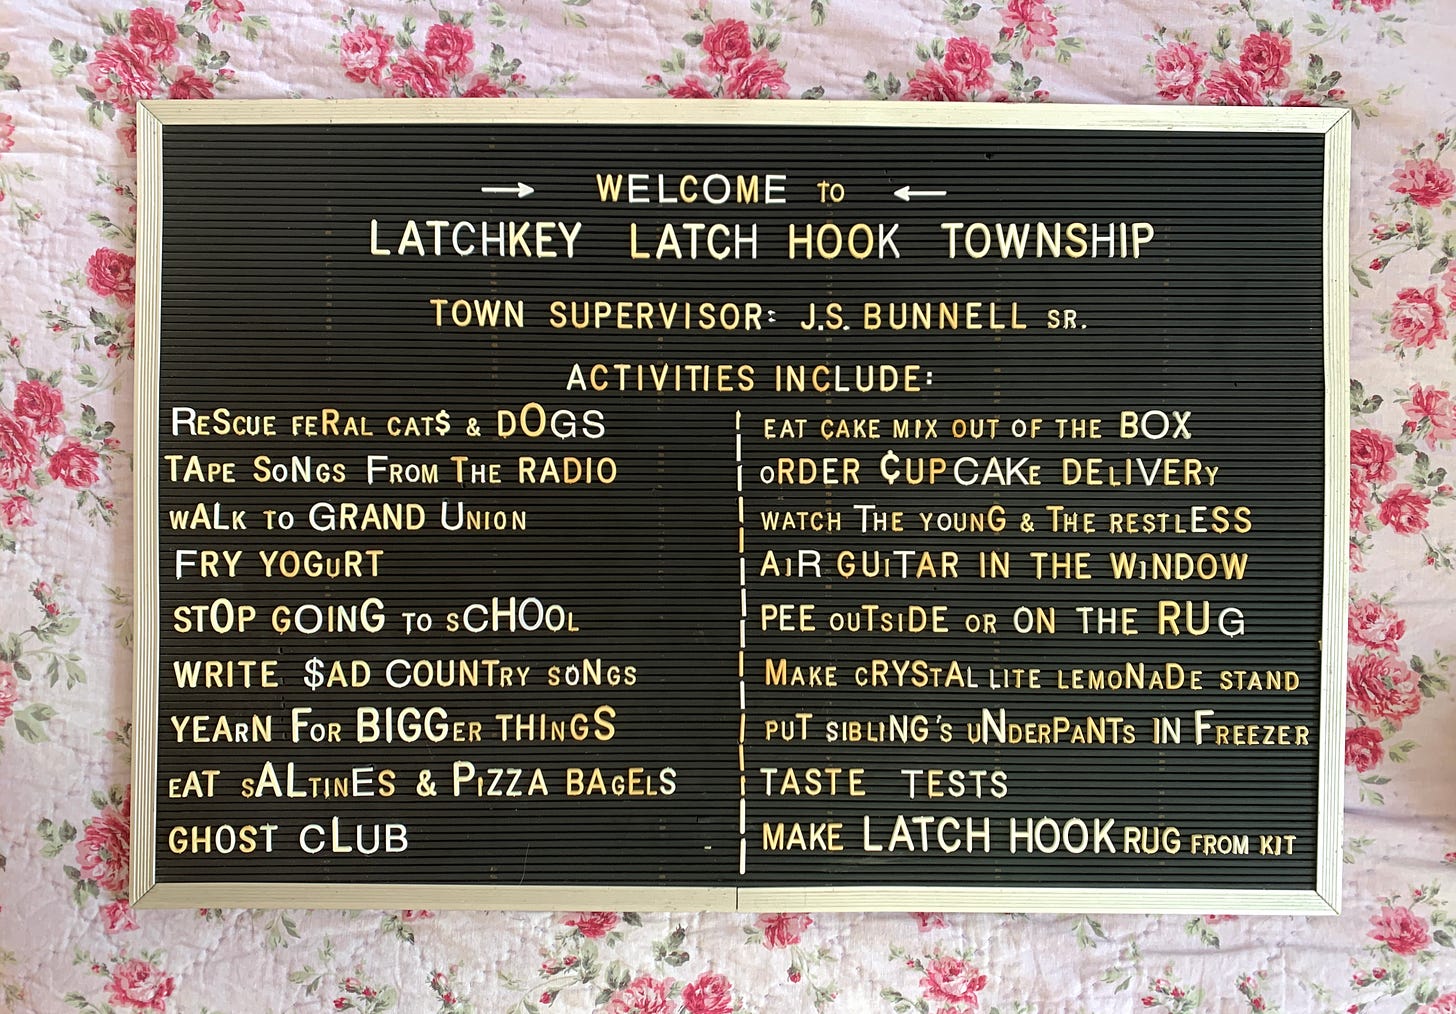 → WELCOME TO ←
LATCHKEY LATCH HOOK TOWNSHIP
TOWN SUPERVISOR: J.S. BUNNELL SR.
ACTIVITIES INCLUDE:
ReSCUE feRAL CAT$ & DOGS
TAPE SoNGS FROM THE RADIO
wALk TO GRAND UNION
FRY YOGuRT
STOP GOING TO sCHOOL
WRITE $AD COUNTRY SONGS
YEARN FOR BIGGER THINGS
EAT SALTINES & PIZZA BAGELS
GHOST CLUB
EAT CAKE MIX OUT OF THE BOX
oRDER ¢UPCAKe DELIVERy
WATCH THE YOUNG & THE RESTLESS
AiR GUiTAR IN THE WiNDOW
PEE ouTSiDE OR ON THE RUG
MAKE CRYSTAL LITE LEMONADE STAND
PUT SIBLING'S uNDERPANTS IN FREEZER
TASTE TESTS
MAKE LATCH HOOK RUG FROM KIT